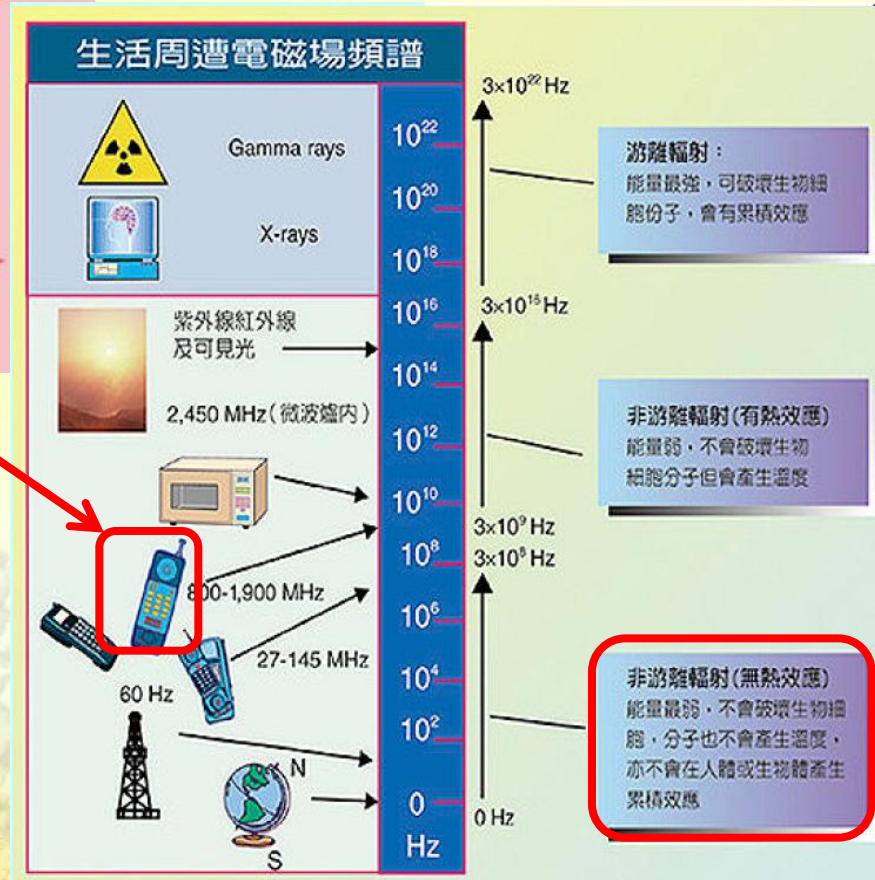 生活周遭電磁場頻譜
Gamma rays
X-rays
紫外線紅外線
及可見光
2,450 MHz(微波爐內)
800-1,900 MHz
27-145 MHz
60 Hz
N
S
10²²
10²⁰
10¹⁸
10¹⁶
10¹⁴
10¹²
10¹⁰
10⁸
10⁶
10⁴
10²
0
Hz
3×10²² Hz
3×10¹⁵ Hz
3×10⁹ Hz
3×10⁸ Hz
0 Hz
游離輻射:
能量最強,可破壞生物細
胞份子,會有累積效應
非游離輻射(有熱效應)
能量弱,不會破壞生物
細胞分子但會產生溫度
非游離輻射(無熱效應)
能量最弱,不會破壞生物細
胞,分子也不會產生溫度,
亦不會在人體或生物體產生
累積效應